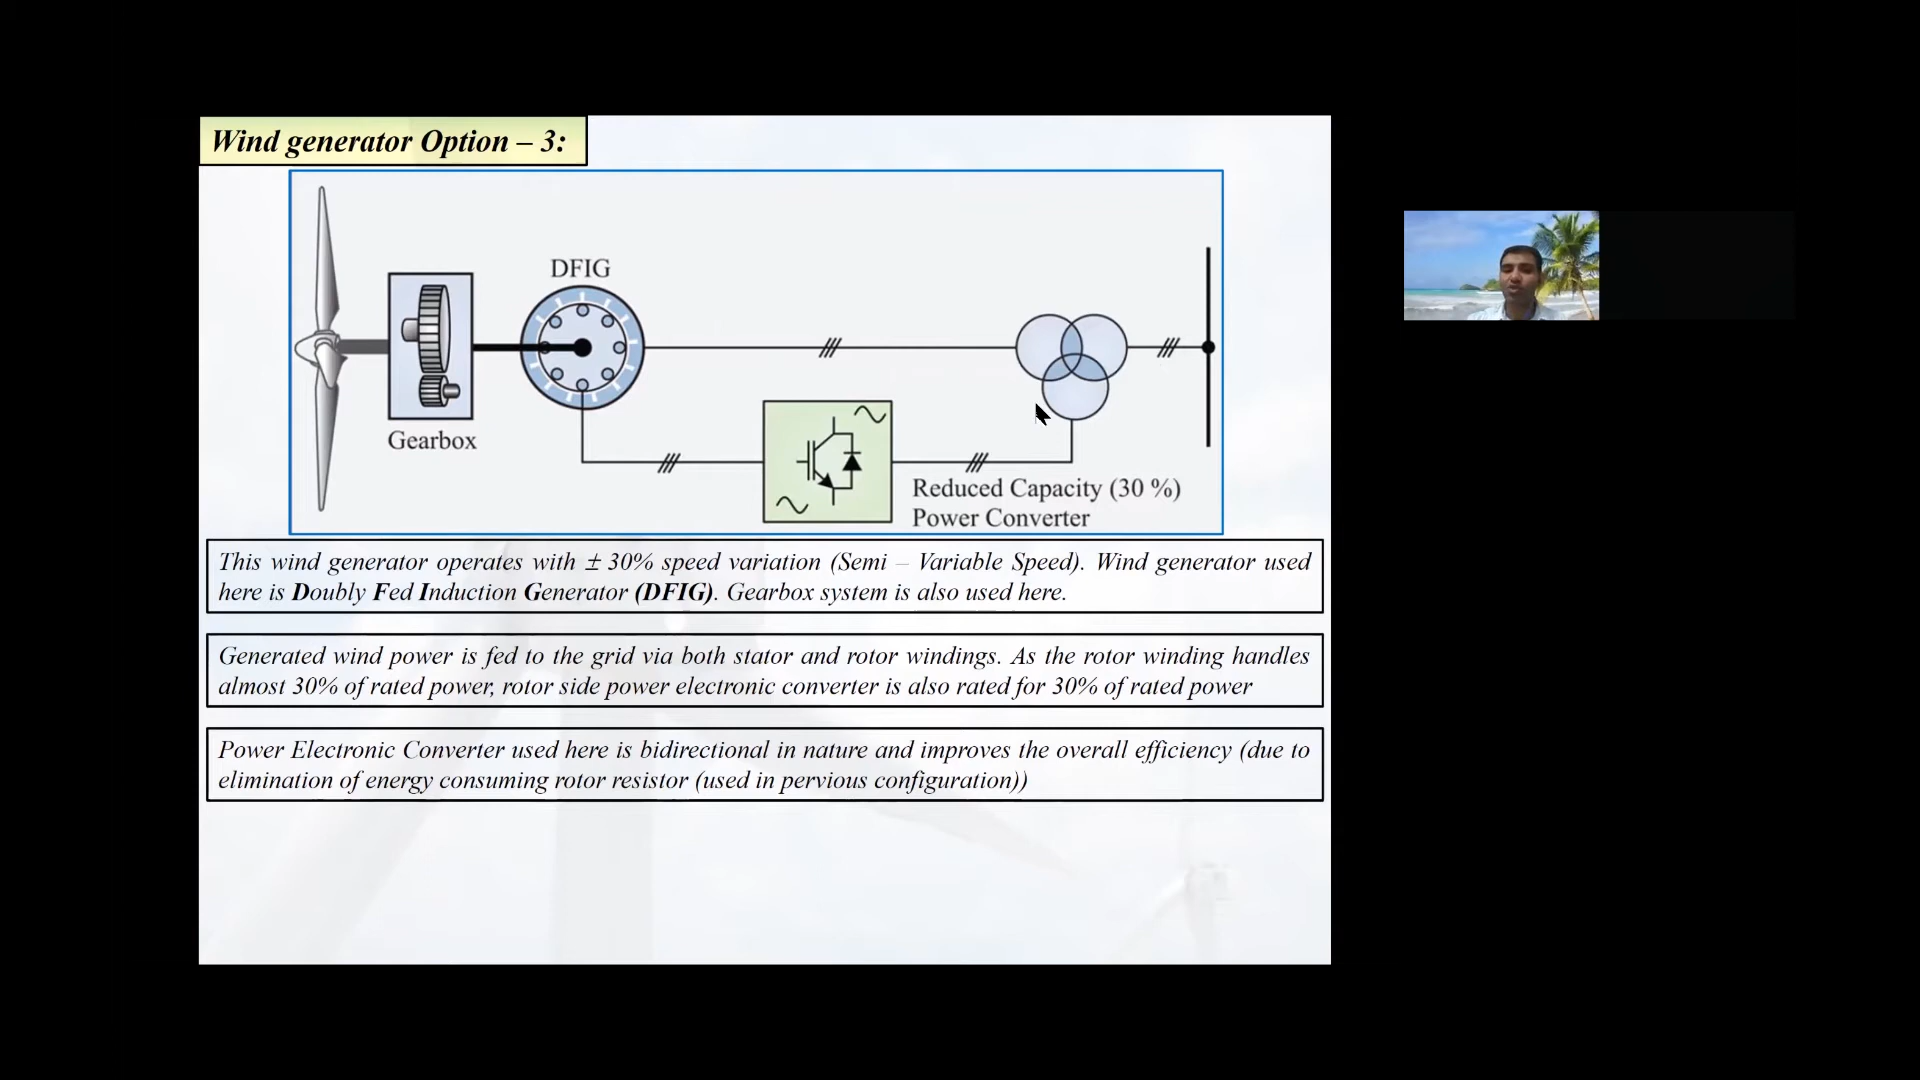 Wind generator Option – 3:
DFIG
Gearbox
Reduced Capacity (30 %)
Power Converter
This wind generator operates with ± 30% speed variation (Semi – Variable Speed). Wind generator used
here is Doubly Fed Induction Generator (DFIG). Gearbox system is also used here.
Generated wind power is fed to the grid via both stator and rotor windings. As the rotor winding handles
almost 30% of rated power, rotor side power electronic converter is also rated for 30% of rated power
Power Electronic Converter used here is bidirectional in nature and improves the overall efficiency (due to
elimination of energy consuming rotor resistor (used in pervious configuration))